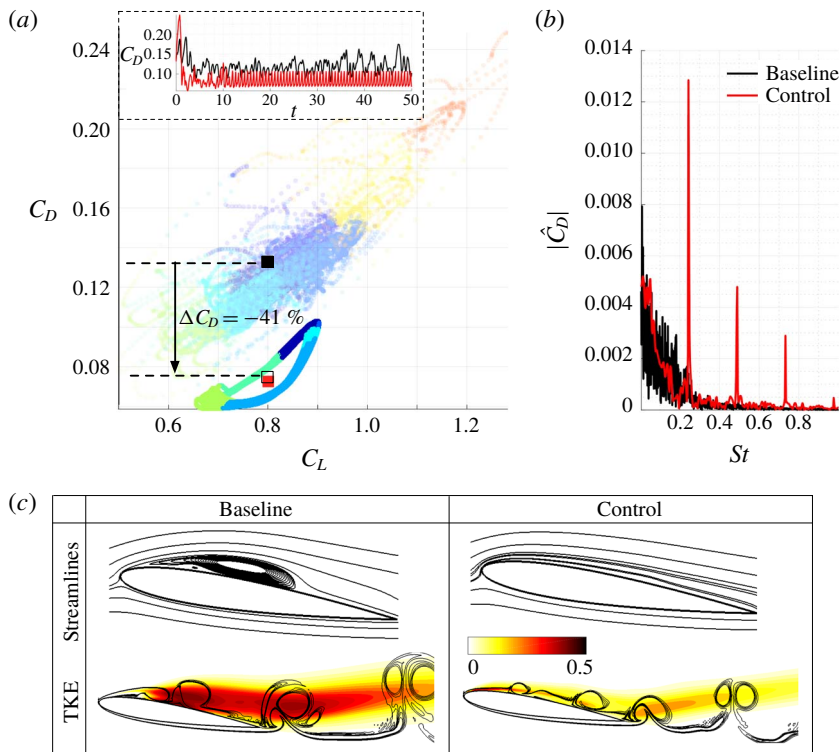 (a)
0.24
0.20
0.16
0.12
0.08
C_D
0.20
0.15
0.10
C_D
0 10 20 30 40 50
t
ΔC_D = −41 %
0.6 0.8 1.0 1.2
C_L
(b)
0.014
0.012
0.010
0.008
0.006
0.004
0.002
0
|Ĉ_D|
Baseline
Control
0.2 0.4 0.6 0.8
St
(c)
Baseline Control
Streamlines
TKE
0 0.5